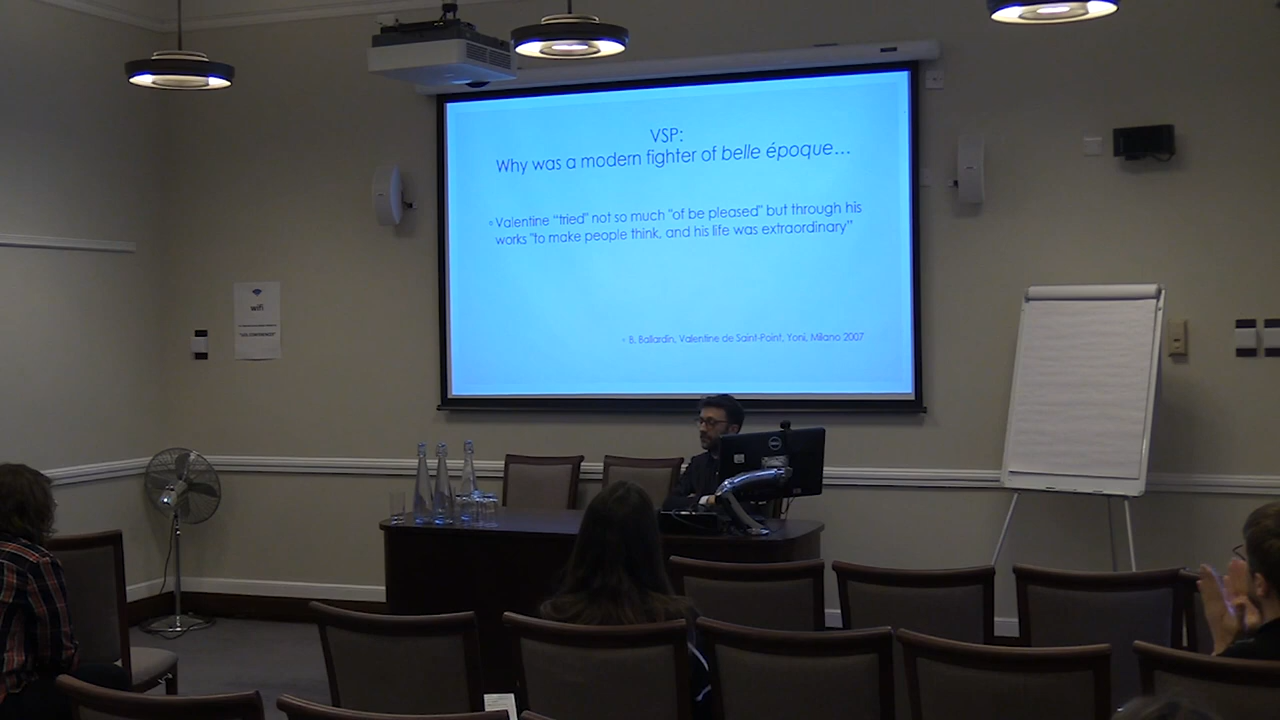 VSP:
Why was a modern fighter of belle époque...
Valentine “tried” not so much "of be pleased" but through his
works "to make people think, and his life was extraordinary”
- B. Ballardin, Valentine de Saint-Point, Yoni, Milano 2007
wifi
DELL